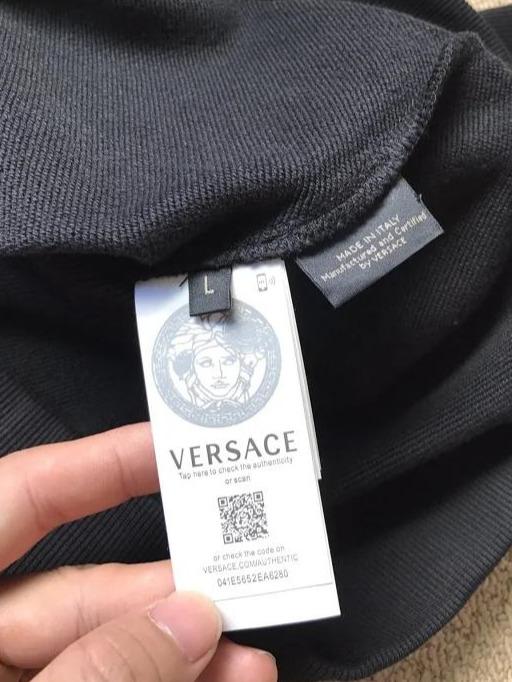 MADE IN ITALY
Manufactured and Certified
by VERSACE
L
VERSACE
Tap here to check the authenticity
or scan
or check the code on
VERSACE.COM/AUTHENTIC
041E5652EA6280